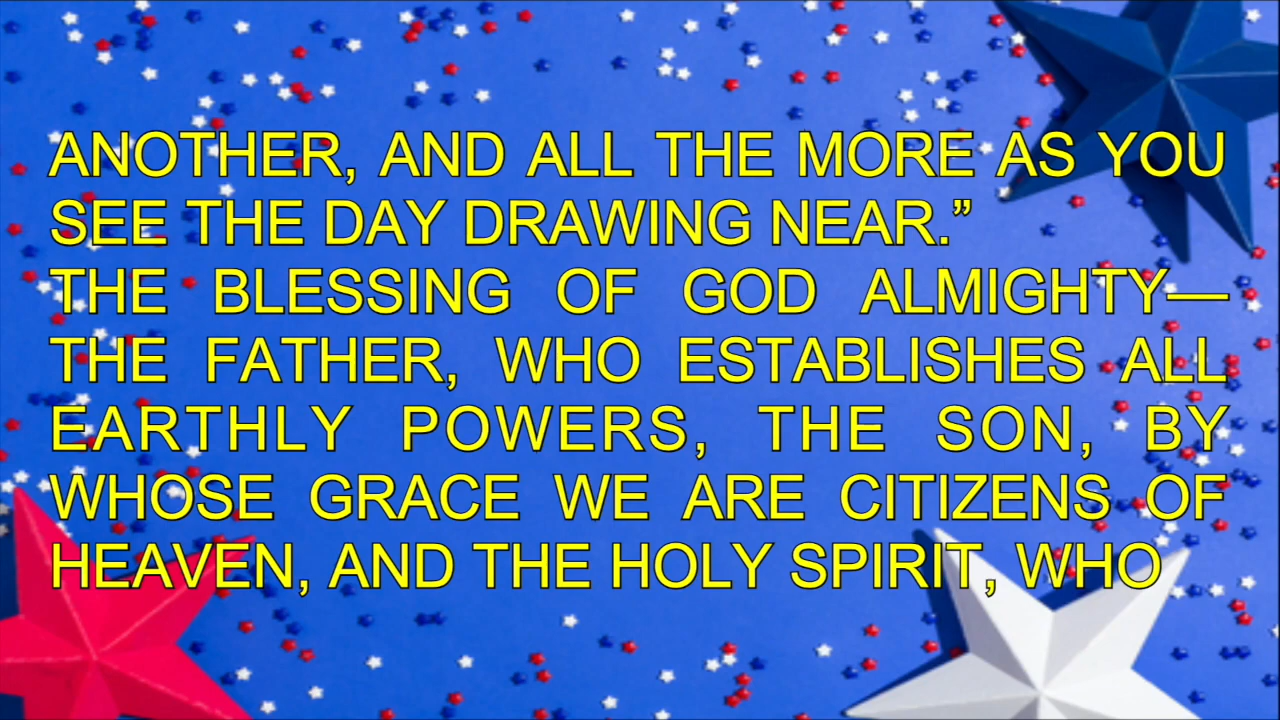 ANOTHER, AND ALL THE MORE AS YOU
SEE THE DAY DRAWING NEAR.”
THE BLESSING OF GOD ALMIGHTY—
THE FATHER, WHO ESTABLISHES ALL
EARTHLY POWERS, THE SON, BY
WHOSE GRACE WE ARE CITIZENS OF
HEAVEN, AND THE HOLY SPIRIT, WHO